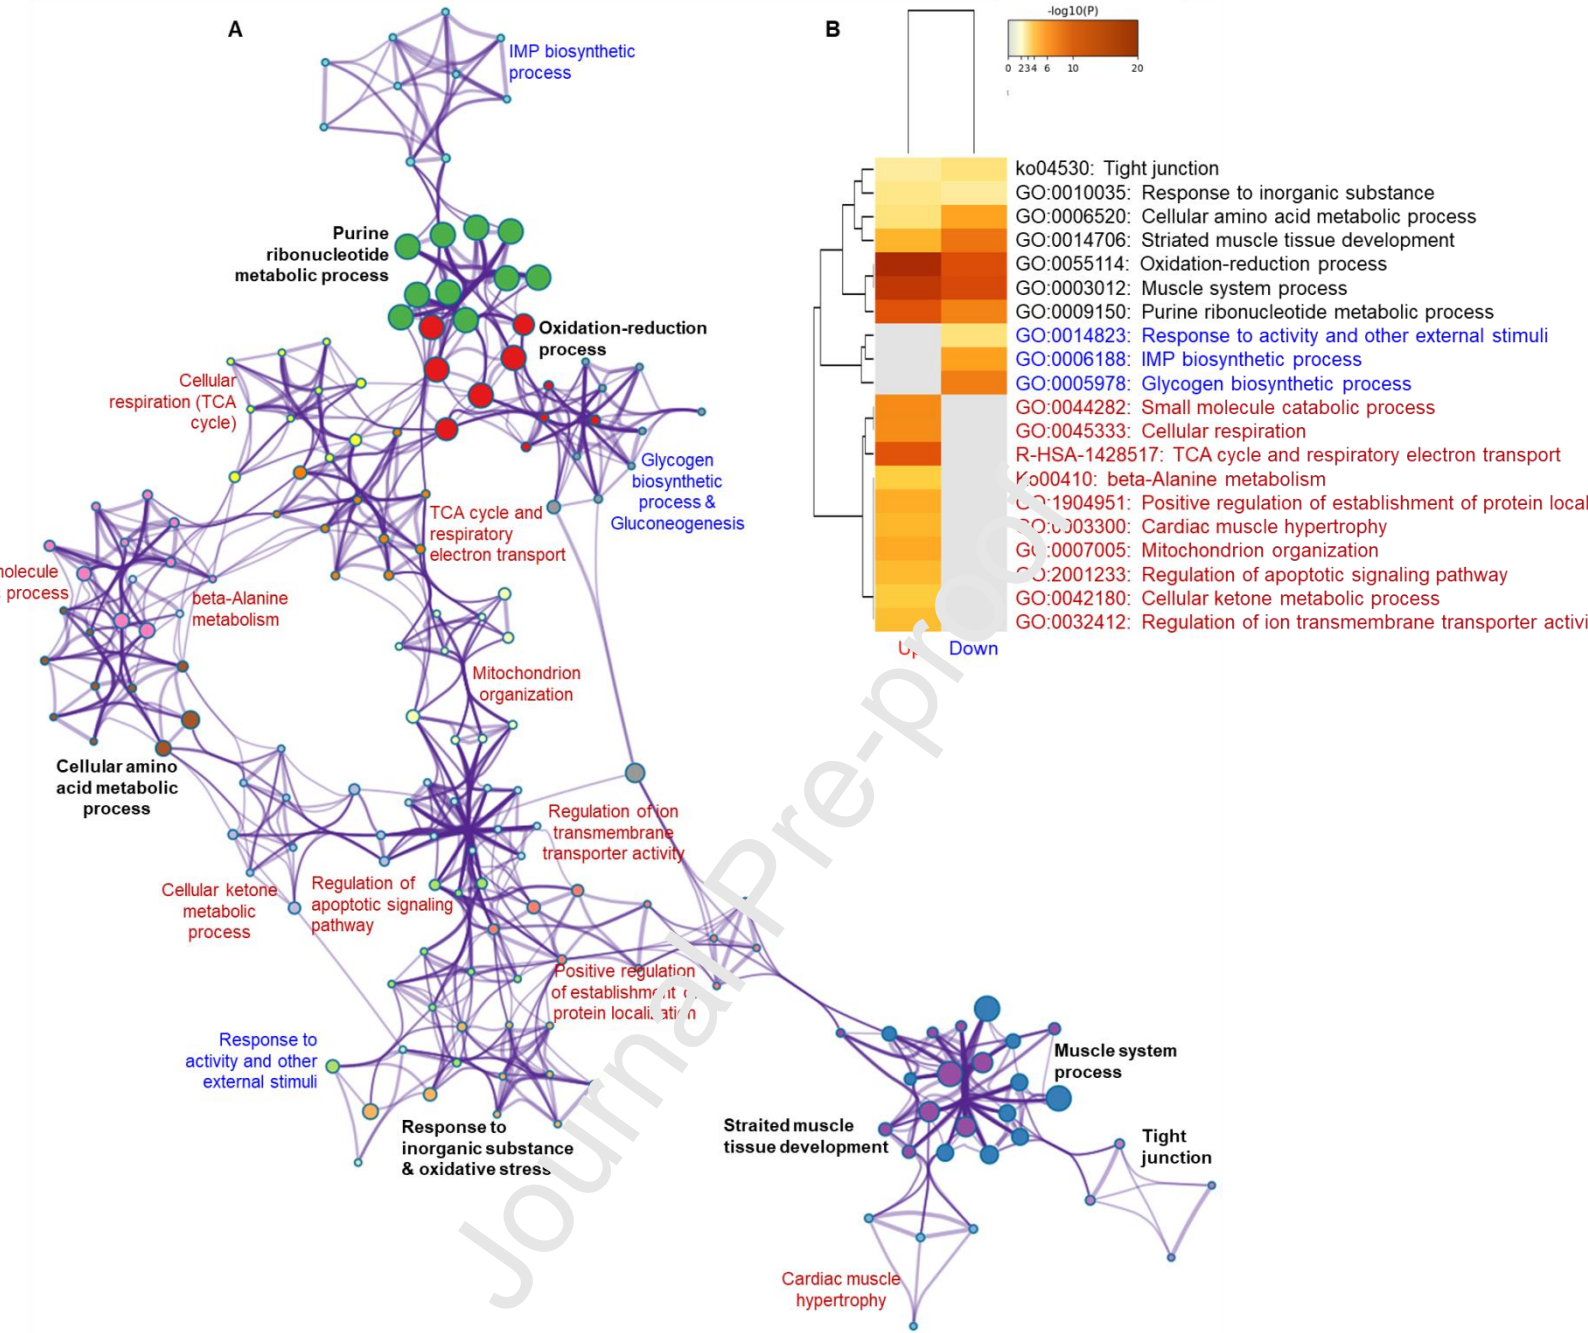 A
IMP biosynthetic
process
Purine
ribonucleotide
metabolic process
Oxidation-reduction
process
Cellular
respiration (TCA
cycle)
Glycogen
biosynthetic
process &
Gluconeogenesis
TCA cycle and
respiratory
electron transport
olecule
process
beta-Alanine
metabolism
Mitochondrion
organization
Cellular amino
acid metabolic
process
Regulation of ion
transmembrane
transporter activity
Cellular ketone
metabolic
process
Regulation of
apoptotic signaling
pathway
Positive regulation
of establishment
protein localization
Response to
activity and other
external stimuli
Response to
inorganic substance
& oxidative stress
Straited muscle
tissue development
Muscle system
process
Tight
junction
Cardiac muscle
hypertrophy
B
-log10(P)
0 2 3 4 6 10 20
ko04530: Tight junction
GO:0010035: Response to inorganic substance
GO:0006520: Cellular amino acid metabolic process
GO:0014706: Striated muscle tissue development
GO:0055114: Oxidation-reduction process
GO:0003012: Muscle system process
GO:0009150: Purine ribonucleotide metabolic process
GO:0014823: Response to activity and other external stimuli
GO:0006188: IMP biosynthetic process
GO:0005978: Glycogen biosynthetic process
GO:0044282: Small molecule catabolic process
GO:0045333: Cellular respiration
R-HSA-1428517: TCA cycle and respiratory electron transport
Ko00410: beta-Alanine metabolism
GO:1904951: Positive regulation of establishment of protein local
GO:0003300: Cardiac muscle hypertrophy
GO:0007005: Mitochondrion organization
GO:2001233: Regulation of apoptotic signaling pathway
GO:0042180: Cellular ketone metabolic process
GO:0032412: Regulation of ion transmembrane transporter activi
Up Down
Journal Pre-proof